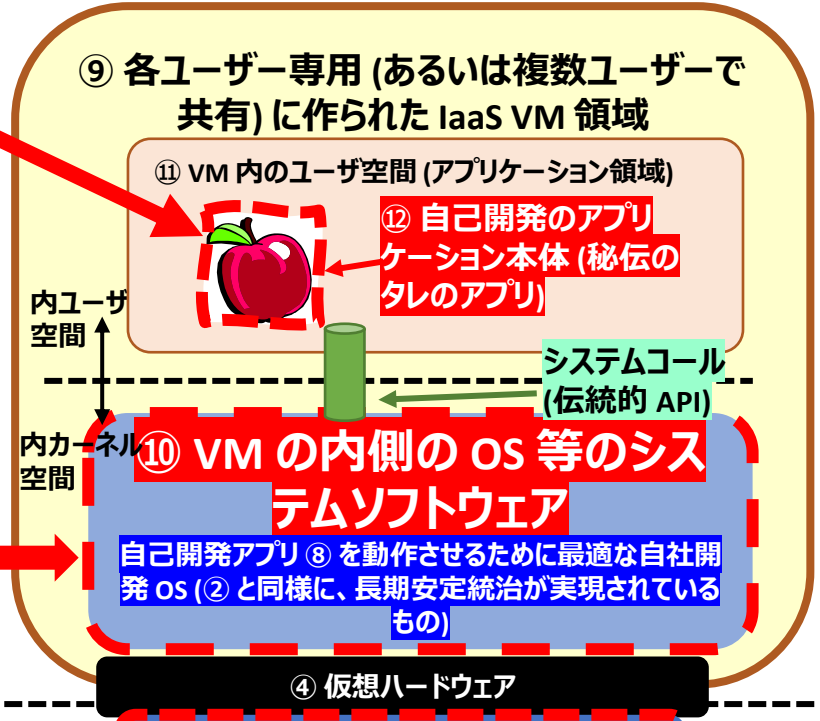 ⑨ 各ユーザー専用 (あるいは複数ユーザーで
共有) に作られた IaaS VM 領域
⑪ VM 内のユーザ空間 (アプリケーション領域)
⑫ 自己開発のアプリ
ケーション本体 (秘伝の
タレのアプリ)
内ユーザ
空間
システムコール
(伝統的 API)
内カーネル
空間
⑩ VM の内側の OS 等のシス
テムソフトウェア
自己開発アプリ ⑧ を動作させるために最適な自社開
発 OS (② と同様に、長期安定統治が実現されている
もの)
④ 仮想ハードウェア